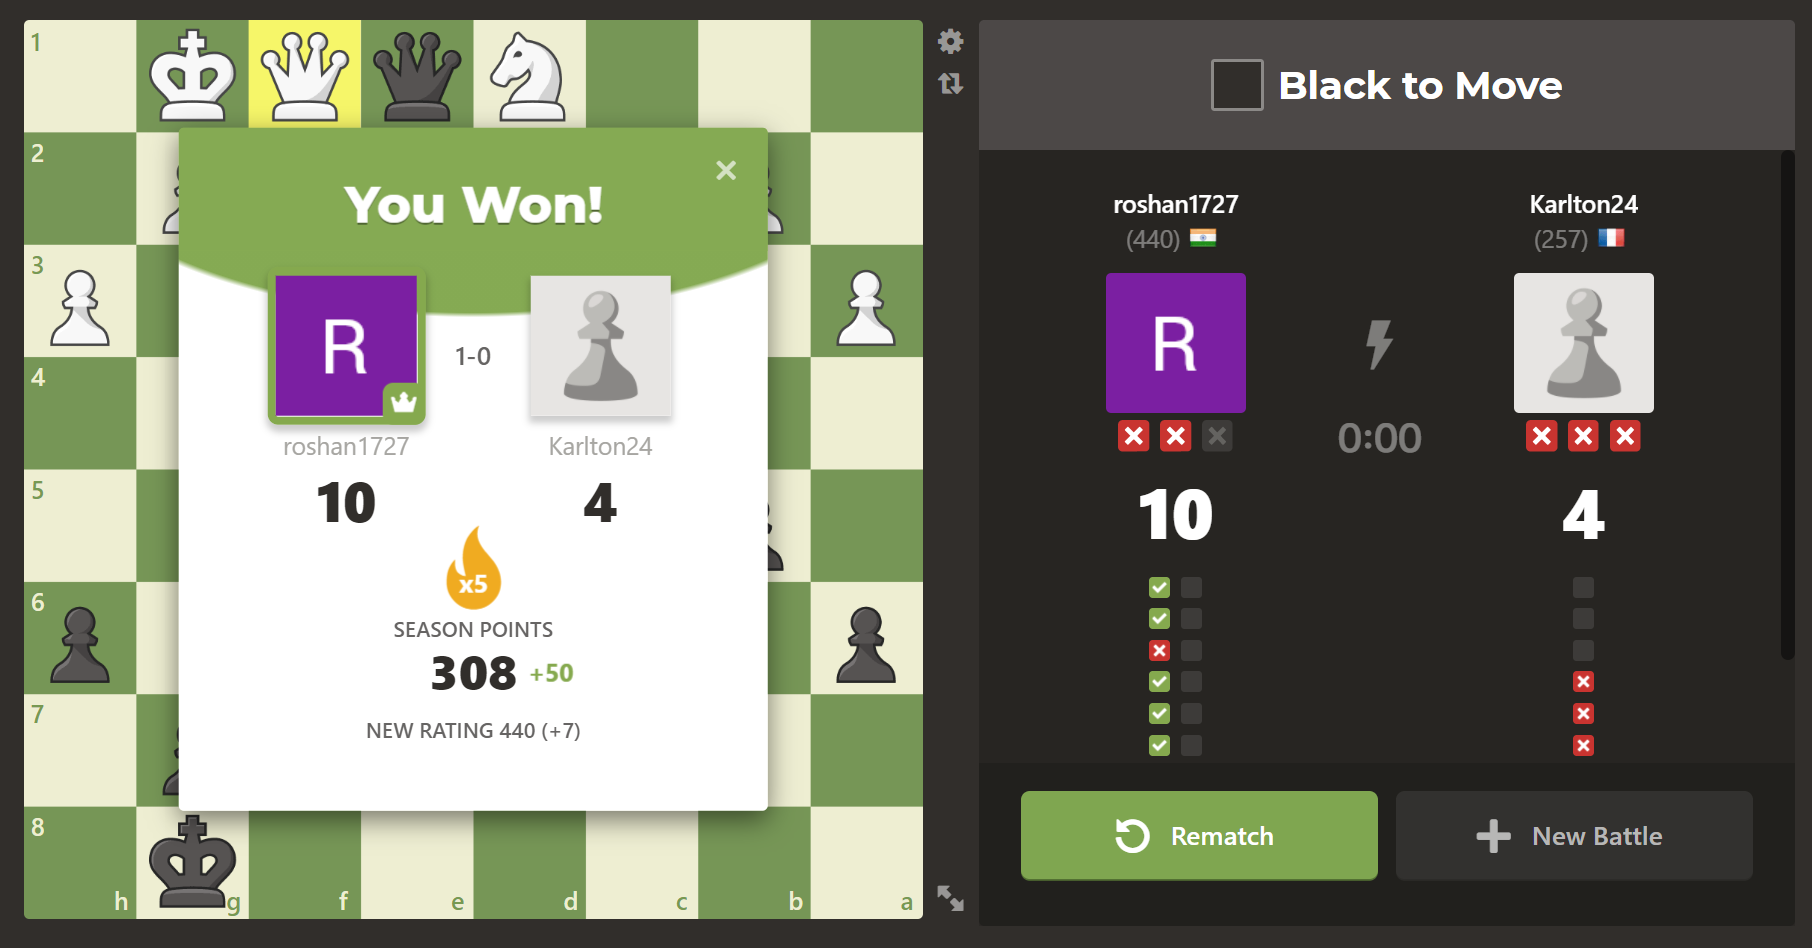 1
2
3
4
5
6
7
8
h
g
f
e
d
c
b
a
You Won!
R
1-0
roshan1727
Karlton24
10
4
x5
SEASON POINTS
308 +50
NEW RATING 440 (+7)
Black to Move
roshan1727
(440)
Karlton24
(257)
R
0:00
10
4
Rematch
New Battle